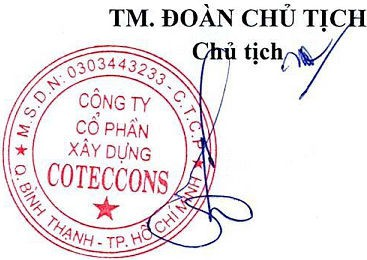 TM. ĐOÀN CHỦ TỊCH
Chủ tịch
M.S.D.N: 0303443233 - C.T.C.P
CÔNG TY
CỔ PHẦN
XÂY DỰNG
COTECCONS
Q. BÌNH THẠNH - TP. HỒ CHÍ MINH